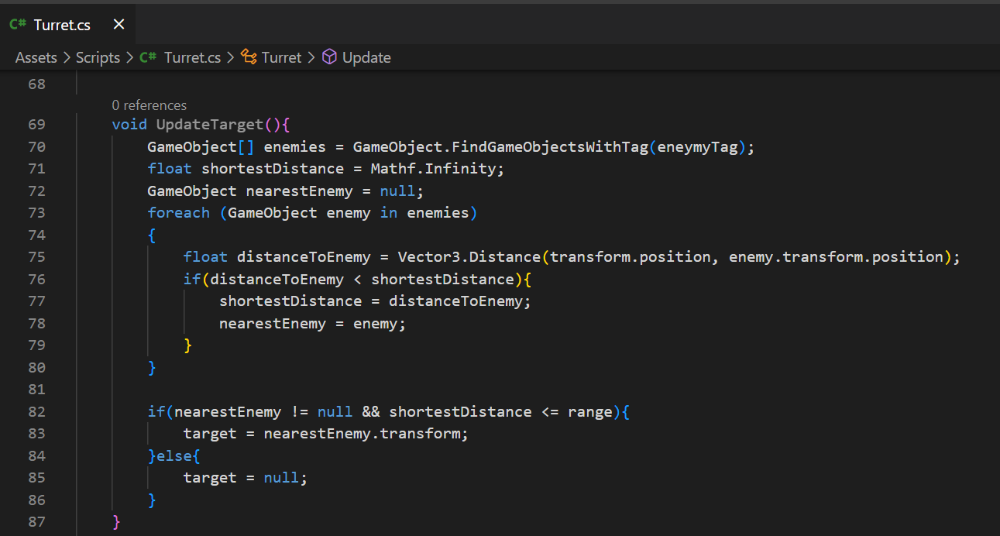 C# Turret.cs ×
Assets > Scripts > C# Turret.cs > Turret > Update
68
0 references
69 void UpdateTarget(){
70 GameObject[] enemies = GameObject.FindGameObjectsWithTag(eneymyTag);
71 float shortestDistance = Mathf.Infinity;
72 GameObject nearestEnemy = null;
73 foreach (GameObject enemy in enemies)
74 {
75 float distanceToEnemy = Vector3.Distance(transform.position, enemy.transform.position);
76 if(distanceToEnemy < shortestDistance){
77 shortestDistance = distanceToEnemy;
78 nearestEnemy = enemy;
79 }
80 }
81
82 if(nearestEnemy != null && shortestDistance <= range){
83 target = nearestEnemy.transform;
84 }else{
85 target = null;
86 }
87 }